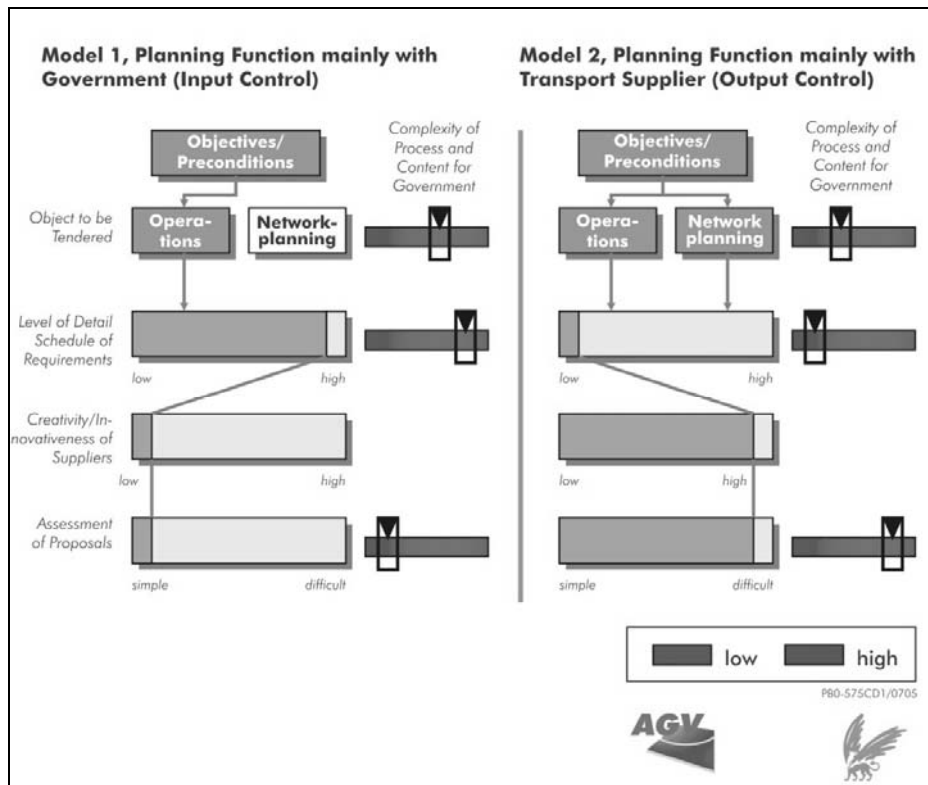 Model 1, Planning Function mainly with
Government (Input Control)
Objectives/
Preconditions
Complexity of
Process and
Content for
Government
Object to be
Tendered
Opera-
tions
Network-
planning
Level of Detail
Schedule of
Requirements
low
high
Creativity/In-
novativeness of
Suppliers
low
high
Assessment
of Proposals
simple
difficult
Model 2, Planning Function mainly with
Transport Supplier (Output Control)
Objectives/
Preconditions
Complexity of
Process and
Content for
Government
Opera-
tions
Network
planning
low
high
low
high
simple
difficult
low
high
PB0-575CD1/0705
AGV